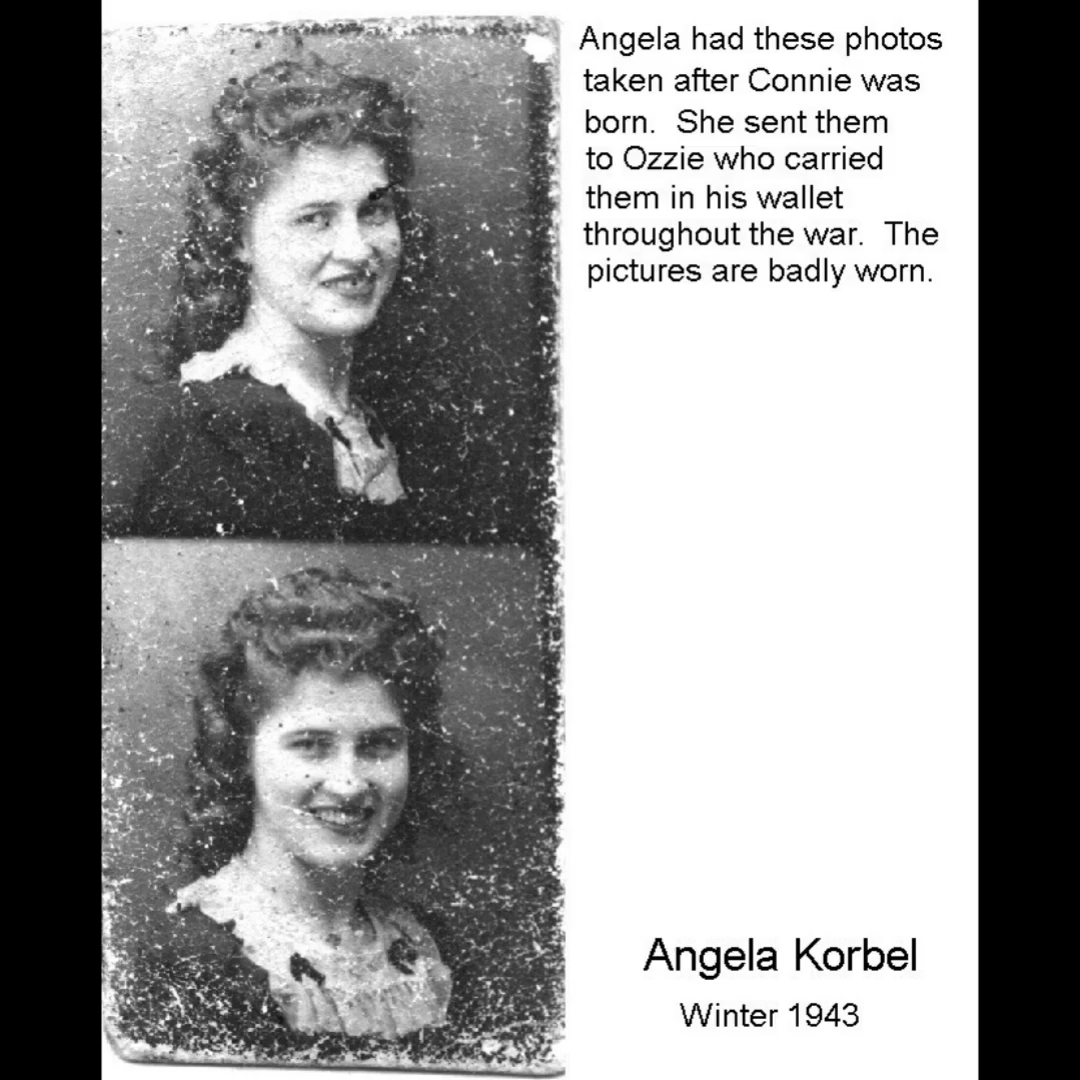 Angela had these photos
taken after Connie was
born. She sent them
to Ozzie who carried
them in his wallet
throughout the war. The
pictures are badly worn.
Angela Korbel
Winter 1943